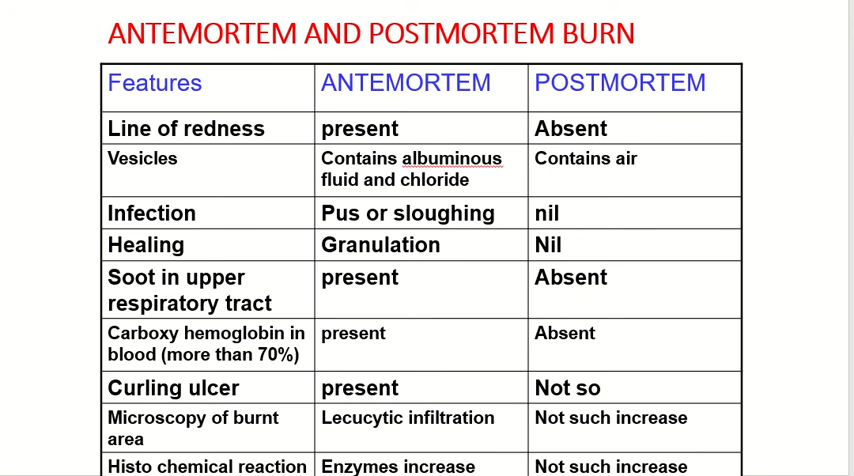 ANTEMORTEM AND POSTMORTEM BURN
Features ANTEMORTEM POSTMORTEM
Line of redness present Absent
Vesicles Contains albuminous Contains air
fluid and chloride
Infection Pus or sloughing nil
Healing Granulation Nil
Soot in upper present Absent
respiratory tract
Carboxy hemoglobin in present Absent
blood (more than 70%)
Curling ulcer present Not so
Microscopy of burnt Lecucytic infiltration Not such increase
area
Histo chemical reaction Enzymes increase Not such increase